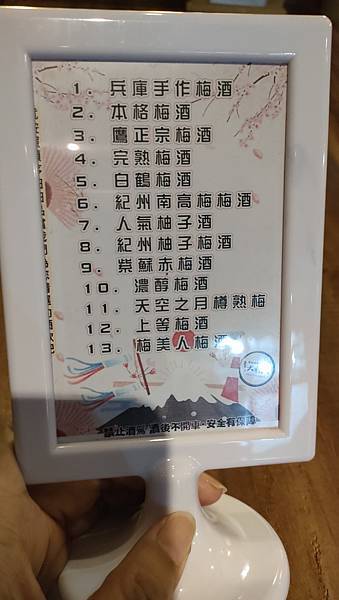 1. 兵庫手作梅酒
2. 本格梅酒
3. 鷹正宗梅酒
4. 完熟梅酒
5. 白鶴梅酒
6. 紀州南高梅梅酒
7. 人氣柚子酒
8. 紀州柚子梅酒
9. 紫蘇赤梅酒
10. 濃醇梅酒
11. 天空之月樽熟梅
12. 上等梅酒
13. 梅美人梅酒
禁止酒駕 酒後不開車 安全有保障